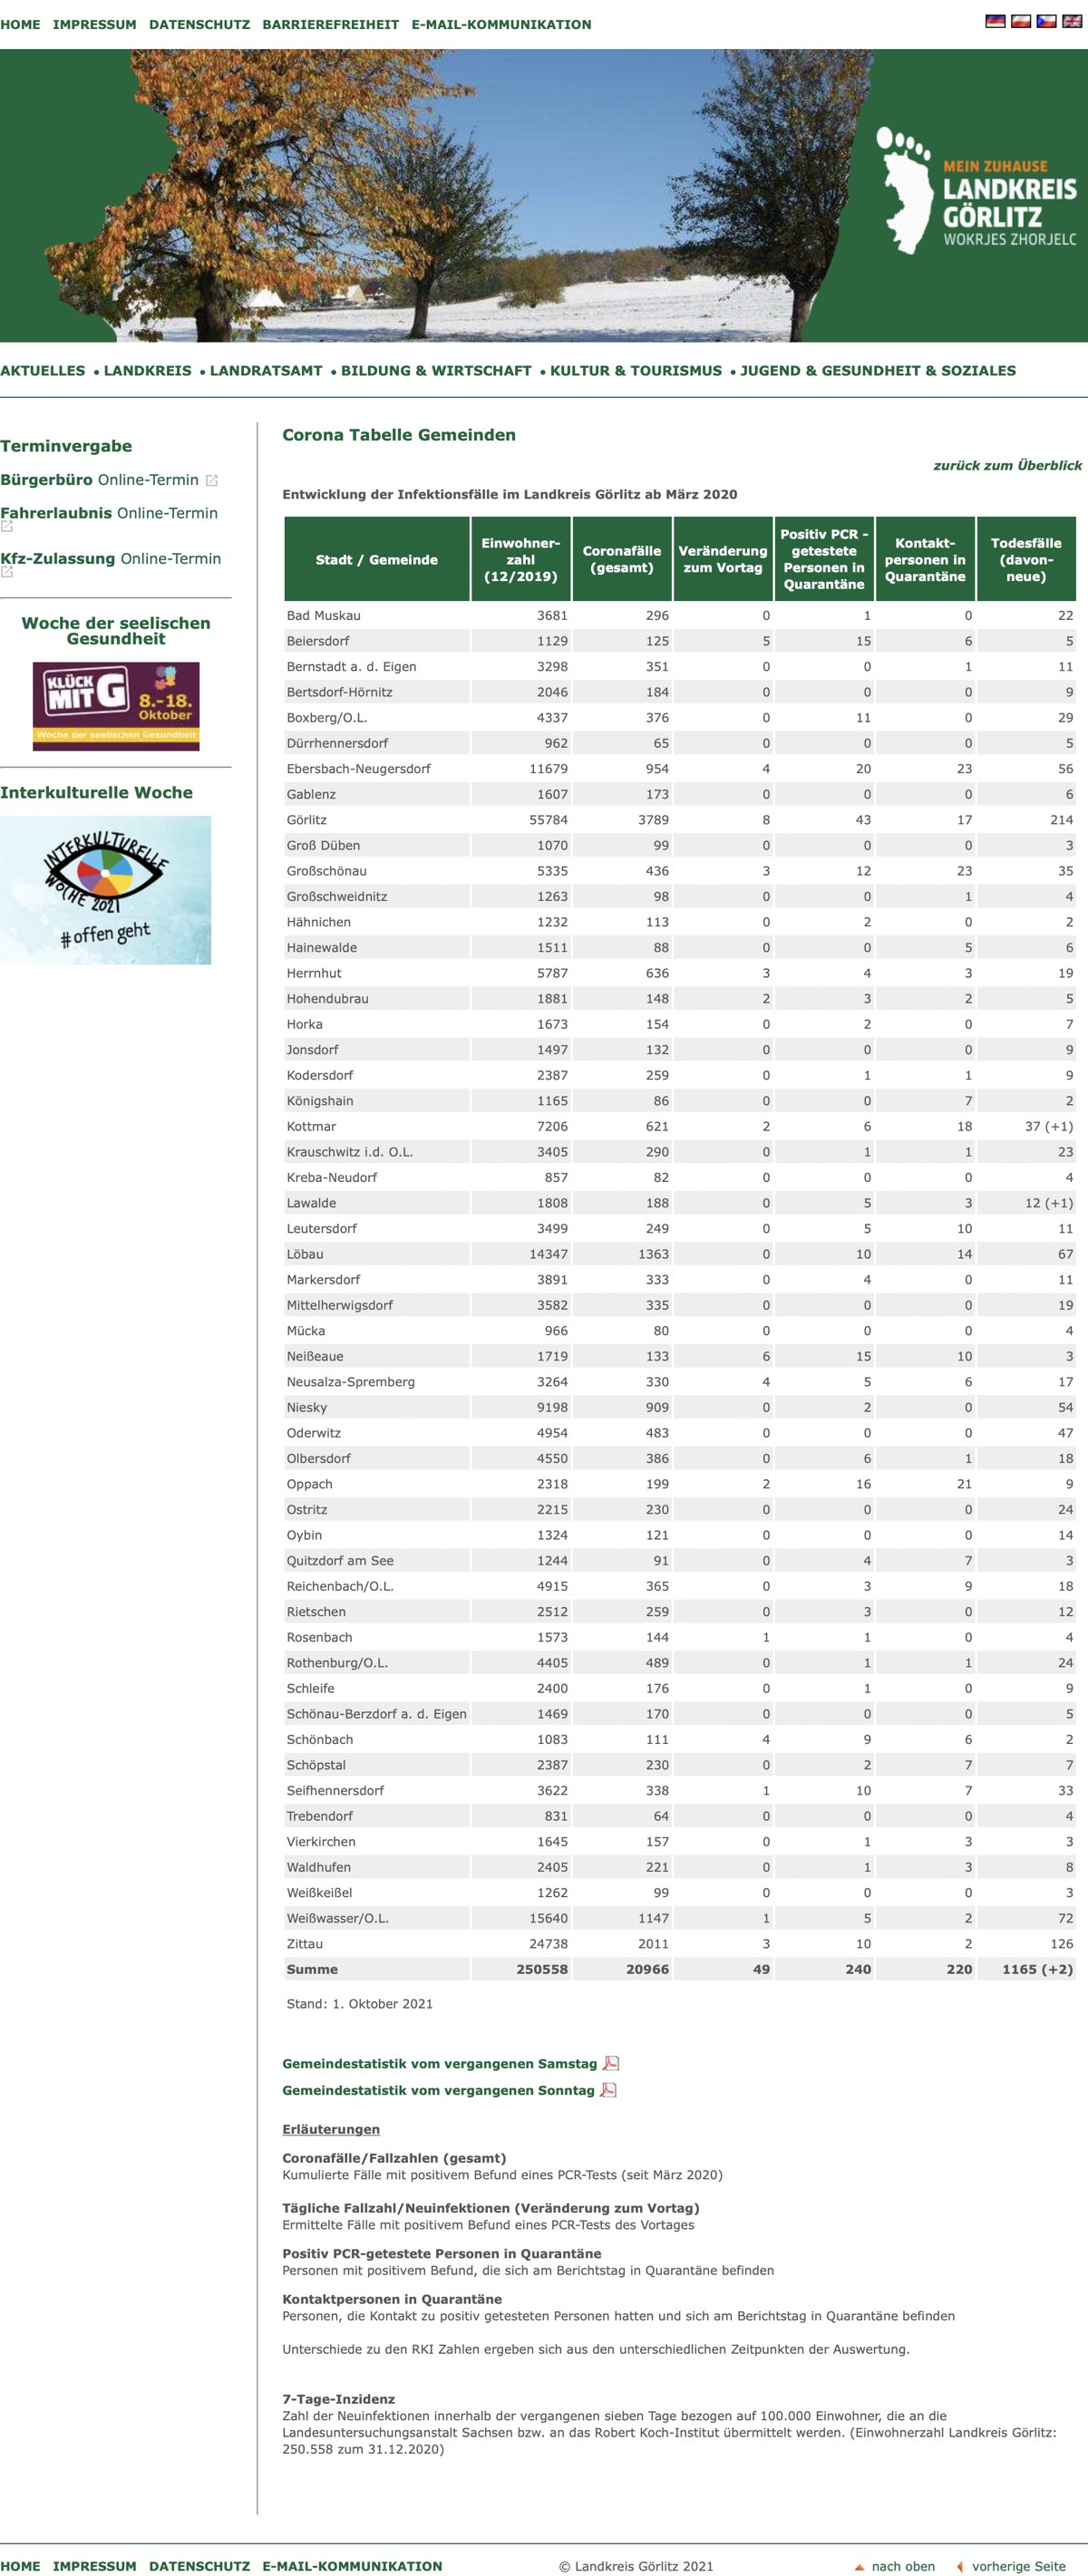 HOME IMPRESSUM DATENSCHUTZ BARRIEREFREIHEIT E-MAIL-KOMMUNIKATION
MEIN ZUHAUSE
LANDKREIS
GÖRLITZ
WOKRJES ZHORJELC
AKTUELLES • LANDKREIS • LANDRATSAMT • BILDUNG & WIRTSCHAFT • KULTUR & TOURISMUS • JUGEND & GESUNDHEIT & SOZIALES
Terminvergabe
Bürgerbüro Online-Termin
Fahrerlaubnis Online-Termin
Kfz-Zulassung Online-Termin
Woche der seelischen
Gesundheit
KLÜCK
MIT G
8.-18.
Oktober
Woche der seelischen Gesundheit
Interkulturelle Woche
INTERKULTURELLE
WOCHE 2021
#offen geht
Corona Tabelle Gemeinden
zurück zum Überblick
Entwicklung der Infektionsfälle im Landkreis Görlitz ab März 2020
Stadt / Gemeinde Einwohner-zahl (12/2019) Coronafälle (gesamt) Veränderung zum Vortag Positiv PCR - getestete Personen in Quarantäne Kontakt-personen in Quarantäne Todesfälle (davon-neue)
Bad Muskau 3681 296 0 1 0 22
Beiersdorf 1129 125 5 15 6 5
Bernstadt a. d. Eigen 3298 351 0 0 1 11
Bertsdorf-Hörnitz 2046 184 0 0 0 9
Boxberg/O.L. 4337 376 0 11 0 29
Dürrhennersdorf 962 65 0 0 0 5
Ebersbach-Neugersdorf 11679 954 4 20 23 56
Gablenz 1607 173 0 0 0 6
Görlitz 55784 3789 8 43 17 214
Groß Düben 1070 99 0 0 0 3
Großschönau 5335 436 3 12 23 35
Großschweidnitz 1263 98 0 0 1 4
Hähnichen 1232 113 0 2 0 2
Hainewalde 1511 88 0 0 5 6
Herrnhut 5787 636 3 4 3 19
Hohendubrau 1881 148 2 3 2 5
Horka 1673 154 0 2 0 7
Jonsdorf 1497 132 0 0 0 9
Kodersdorf 2387 259 0 1 1 9
Königshain 1165 86 0 0 7 2
Kottmar 7206 621 2 6 18 37 (+1)
Krauschwitz i.d. O.L. 3405 290 0 1 1 23
Kreba-Neudorf 857 82 0 0 0 4
Lawalde 1808 188 0 5 3 12 (+1)
Leutersdorf 3499 249 0 5 10 11
Löbau 14347 1363 0 10 14 67
Markersdorf 3891 333 0 4 0 11
Mittelherwigsdorf 3582 335 0 0 0 19
Mücka 966 80 0 0 0 4
Neißeaue 1719 133 6 15 10 3
Neusalza-Spremberg 3264 330 4 5 6 17
Niesky 9198 909 0 2 0 54
Oderwitz 4954 483 0 0 0 47
Olbersdorf 4550 386 0 6 1 18
Oppach 2318 199 2 16 21 9
Ostritz 2215 230 0 0 0 24
Oybin 1324 121 0 0 0 14
Quitzdorf am See 1244 91 0 4 7 3
Reichenbach/O.L. 4915 365 0 3 9 18
Rietschen 2512 259 0 3 0 12
Rosenbach 1573 144 1 1 0 4
Rothenburg/O.L. 4405 489 0 1 1 24
Schleife 2400 176 0 1 0 9
Schönau-Berzdorf a. d. Eigen 1469 170 0 0 0 5
Schönbach 1083 111 4 9 6 2
Schöpstal 2387 230 0 2 7 7
Seifhennersdorf 3622 338 1 10 7 33
Trebendorf 831 64 0 0 0 4
Vierkirchen 1645 157 0 1 3 3
Waldhufen 2405 221 0 1 3 8
Weißkeißel 1262 99 0 0 0 3
Weißwasser/O.L. 15640 1147 1 5 2 72
Zittau 24738 2011 3 10 2 126
Summe 250558 20966 49 240 220 1165 (+2)
Stand: 1. Oktober 2021
Gemeindestatistik vom vergangenen Samstag
Gemeindestatistik vom vergangenen Sonntag
Erläuterungen
Coronafälle/Fallzahlen (gesamt)
Kumulierte Fälle mit positivem Befund eines PCR-Tests (seit März 2020)
Tägliche Fallzahl/Neuinfektionen (Veränderung zum Vortag)
Ermittelte Fälle mit positivem Befund eines PCR-Tests des Vortages
Positiv PCR-getestete Personen in Quarantäne
Personen mit positivem Befund, die sich am Berichtstag in Quarantäne befinden
Kontaktpersonen in Quarantäne
Personen, die Kontakt zu positiv getesteten Personen hatten und sich am Berichtstag in Quarantäne befinden
Unterschiede zu den RKI Zahlen ergeben sich aus den unterschiedlichen Zeitpunkten der Auswertung.
7-Tage-Inzidenz
Zahl der Neuinfektionen innerhalb der vergangenen sieben Tage bezogen auf 100.000 Einwohner, die an die
Landesuntersuchungsanstalt Sachsen bzw. an das Robert Koch-Institut übermittelt werden. (Einwohnerzahl Landkreis Görlitz:
250.558 zum 31.12.2020)
HOME IMPRESSUM DATENSCHUTZ E-MAIL-KOMMUNIKATION © Landkreis Görlitz 2021 nach oben vorherige Seite